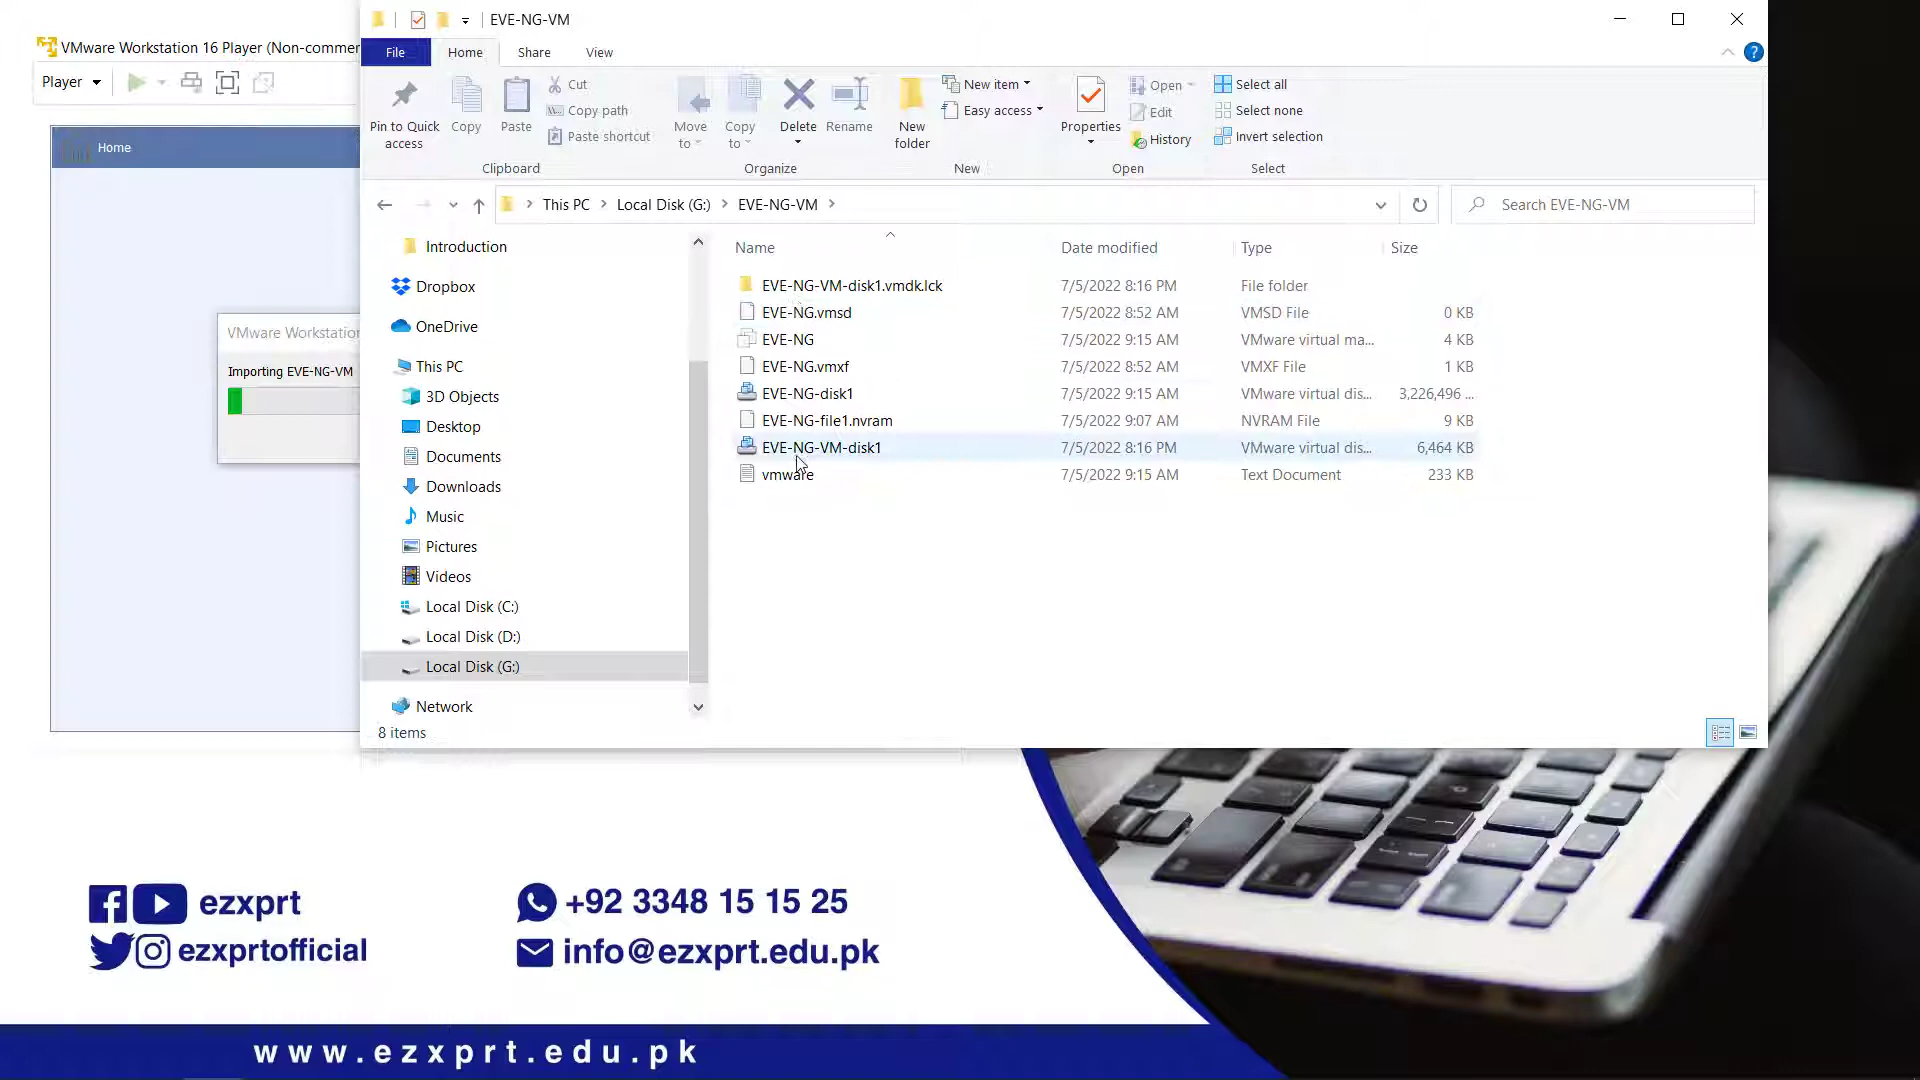 EVE-NG-VM
VMware Workstation 16 Player (Non-commer
File Home Share View
Player
Pin to Quick access
Copy
Paste
Cut
Copy path
Paste shortcut
Clipboard
Move to
Copy to
Delete
Rename
Organize
New folder
New item
Easy access
New
Properties
Open
Edit
History
Open
Select all
Select none
Invert selection
Select
Home
This PC Local Disk (G:) EVE-NG-VM
Search EVE-NG-VM
Introduction
Dropbox
OneDrive
This PC
3D Objects
Desktop
Documents
Downloads
Music
Pictures
Videos
Local Disk (C:)
Local Disk (D:)
Local Disk (G:)
Network
Name Date modified Type Size
EVE-NG-VM-disk1.vmdk.lck 7/5/2022 8:16 PM File folder
EVE-NG.vmsd 7/5/2022 8:52 AM VMSD File 0 KB
EVE-NG 7/5/2022 9:15 AM VMware virtual ma... 4 KB
EVE-NG.vmxf 7/5/2022 8:52 AM VMXF File 1 KB
EVE-NG-disk1 7/5/2022 9:15 AM VMware virtual dis... 3,226,496 ...
EVE-NG-file1.nvram 7/5/2022 9:07 AM NVRAM File 9 KB
EVE-NG-VM-disk1 7/5/2022 8:16 PM VMware virtual dis... 6,464 KB
vmware 7/5/2022 9:15 AM Text Document 233 KB
8 items
VMware Workstation
Importing EVE-NG-VM
ezxprt
ezxprtofficial
+92 3348 15 15 25
info@ezxprt.edu.pk
www.ezxprt.edu.pk